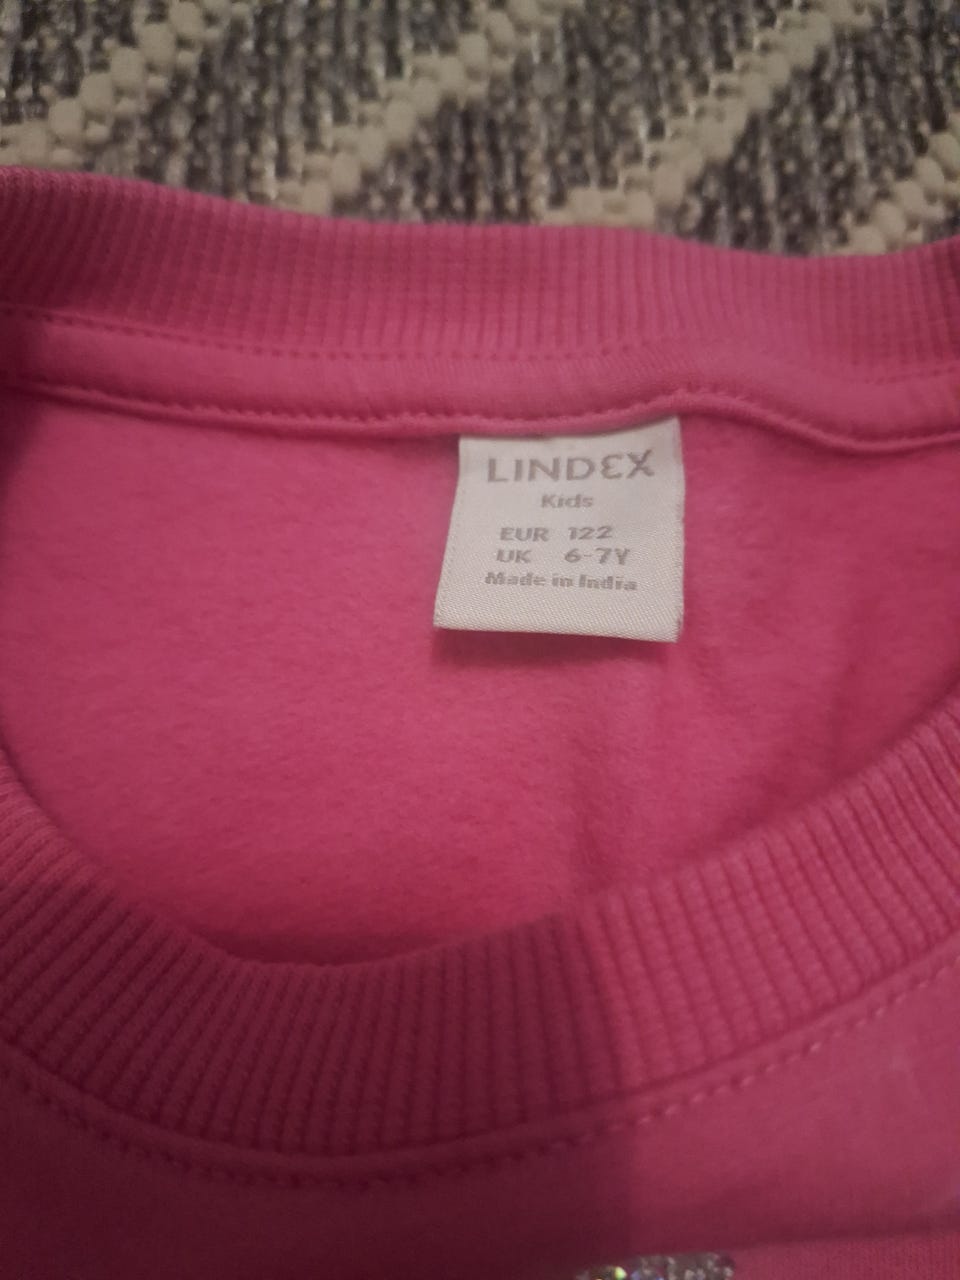 LINDEX
Kids
EUR 122
UK 6-7Y
Made in India